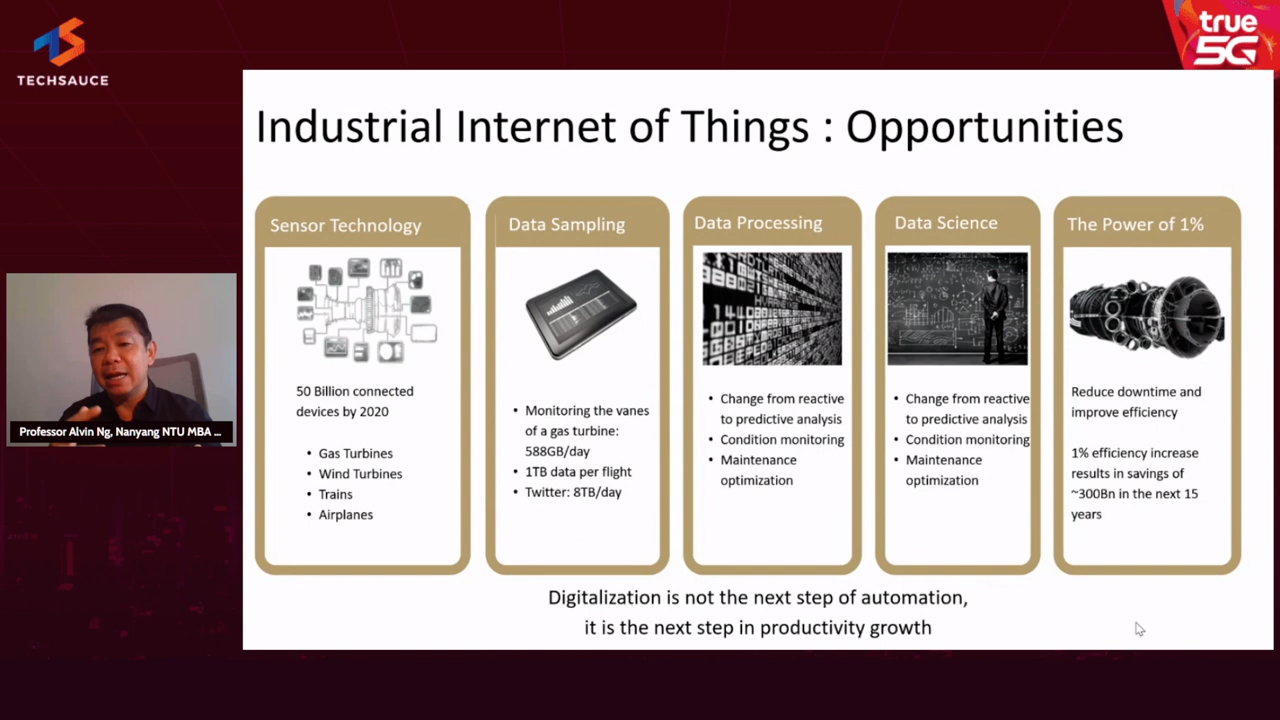 TECHSAUCE
true
5G
Industrial Internet of Things : Opportunities
Sensor Technology
50 Billion connected
devices by 2020
• Gas Turbines
• Wind Turbines
• Trains
• Airplanes
Data Sampling
• Monitoring the vanes
of a gas turbine:
588GB/day
• 1TB data per flight
• Twitter: 8TB/day
Data Processing
• Change from reactive
to predictive analysis
• Condition monitoring
• Maintenance
optimization
Data Science
• Change from reactive
to predictive analysis
• Condition monitoring
• Maintenance
optimization
The Power of 1%
Reduce downtime and
improve efficiency
1% efficiency increase
results in savings of
~300Bn in the next 15
years
Digitalization is not the next step of automation,
it is the next step in productivity growth
Professor Alvin Ng, Nanyang NTU MBA ...